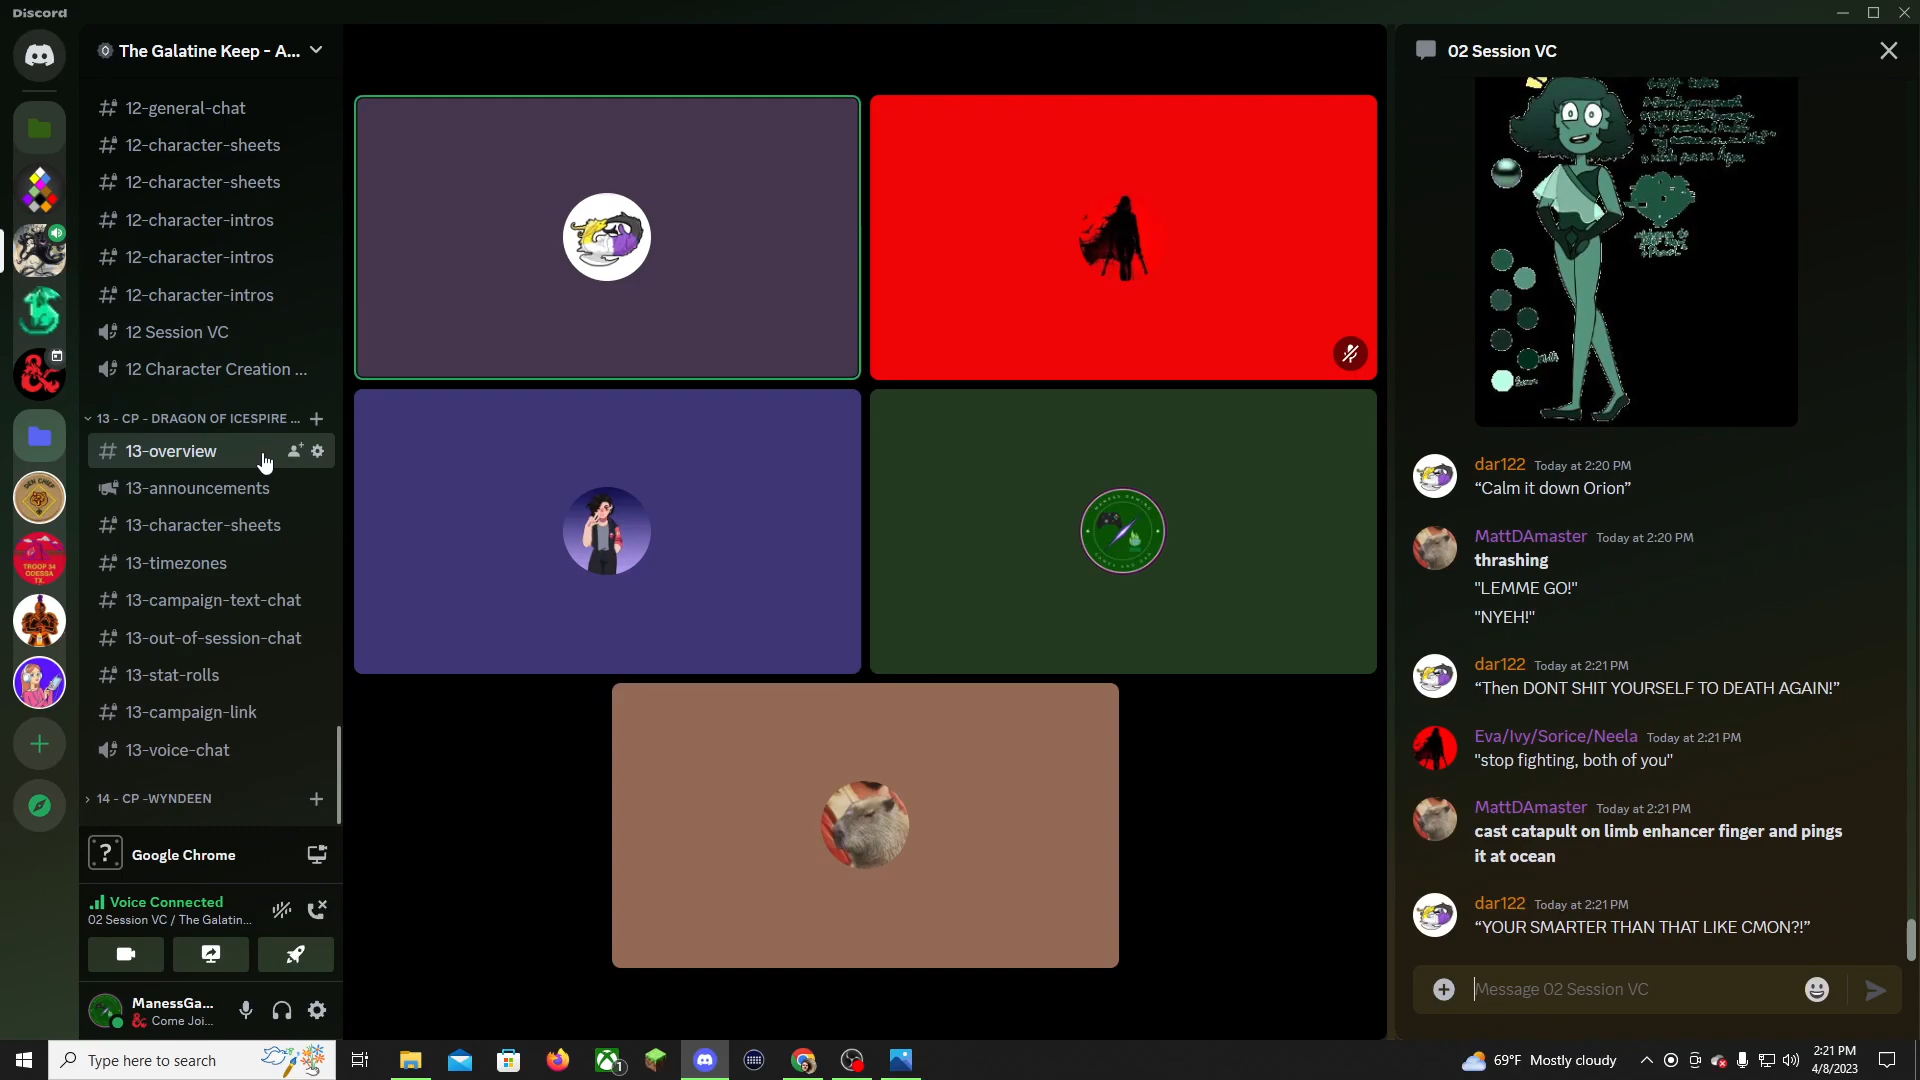 Discord
The Galatine Keep - A...
12-general-chat
12-character-sheets
12-character-sheets
12-character-intros
12-character-intros
12-character-intros
12 Session VC
12 Character Creation ...
13 - CP - DRAGON OF ICESPIRE ...
13-overview
13-announcements
13-character-sheets
13-timezones
13-campaign-text-chat
13-out-of-session-chat
13-stat-rolls
13-campaign-link
13-voice-chat
14 - CP -WYNDEEN
Google Chrome
Voice Connected
02 Session VC / The Galatin...
ManessGa...
Come Joi...
DEN CHIEF
TROOP 34
ODESSA
TX.
02 Session VC
dar122 Today at 2:20 PM
“Calm it down Orion”
MattDAmaster Today at 2:20 PM
thrashing
"LEMME GO!"
"NYEH!"
dar122 Today at 2:21 PM
“Then DONT SHIT YOURSELF TO DEATH AGAIN!”
Eva/Ivy/Sorice/Neela Today at 2:21 PM
"stop fighting, both of you"
MattDAmaster Today at 2:21 PM
cast catapult on limb enhancer finger and pings
it at ocean
dar122 Today at 2:21 PM
“YOUR SMARTER THAN THAT LIKE CMON?!”
Message 02 Session VC
Type here to search
1
69°F Mostly cloudy
2:21 PM
4/8/2023